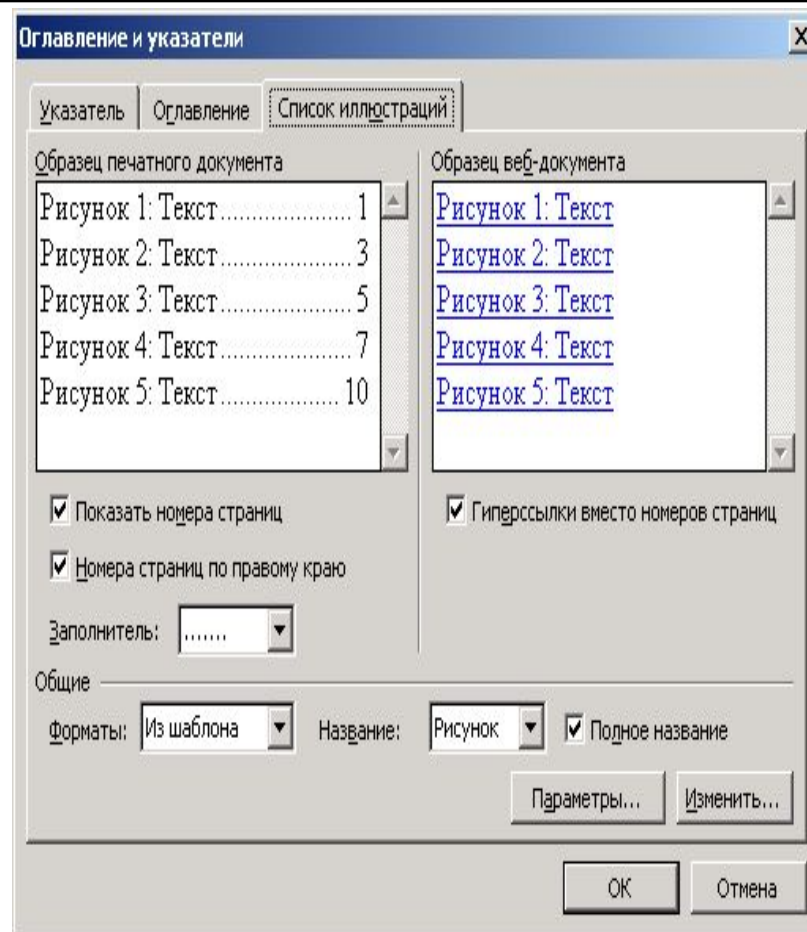 Оглавление и указатели
Указатель
Оглавление
Список иллюстраций
Образец печатного документа
Рисунок 1: Текст.....................1
Рисунок 2: Текст.....................3
Рисунок 3: Текст.....................5
Рисунок 4: Текст.....................7
Рисунок 5: Текст...................10
Образец веб-документа
Рисунок 1: Текст
Рисунок 2: Текст
Рисунок 3: Текст
Рисунок 4: Текст
Рисунок 5: Текст
Показать номера страниц
Номера страниц по правому краю
Заполнитель: .......
Гиперссылки вместо номеров страниц
Общие
Форматы: Из шаблона Название: Рисунок Полное название
Параметры... Изменить...
ОК Отмена